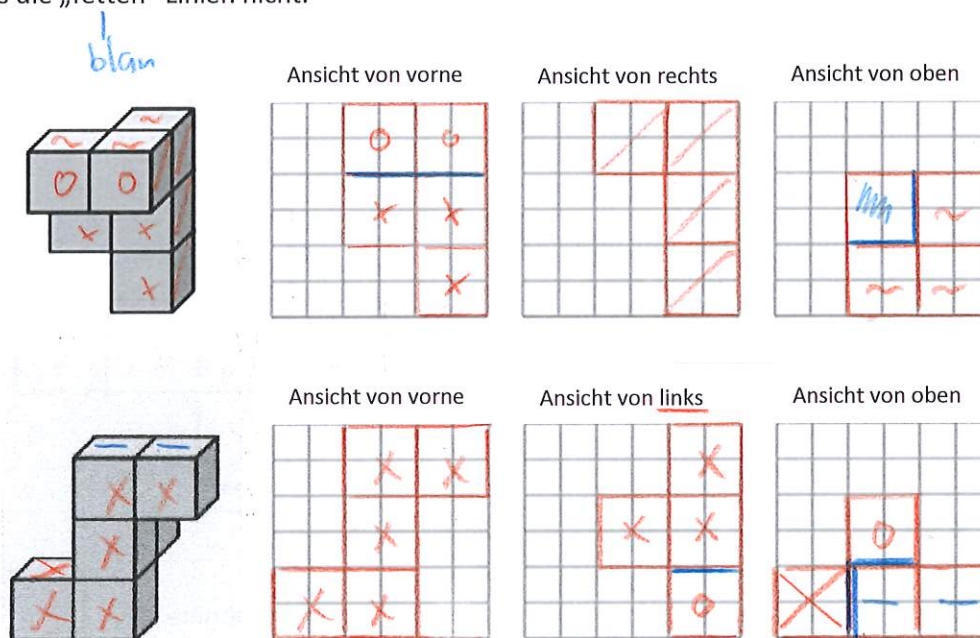 die „fetten" Linien nicht.
blau
Ansicht von vorne
Ansicht von rechts
Ansicht von oben
Ansicht von vorne
Ansicht von links
Ansicht von oben